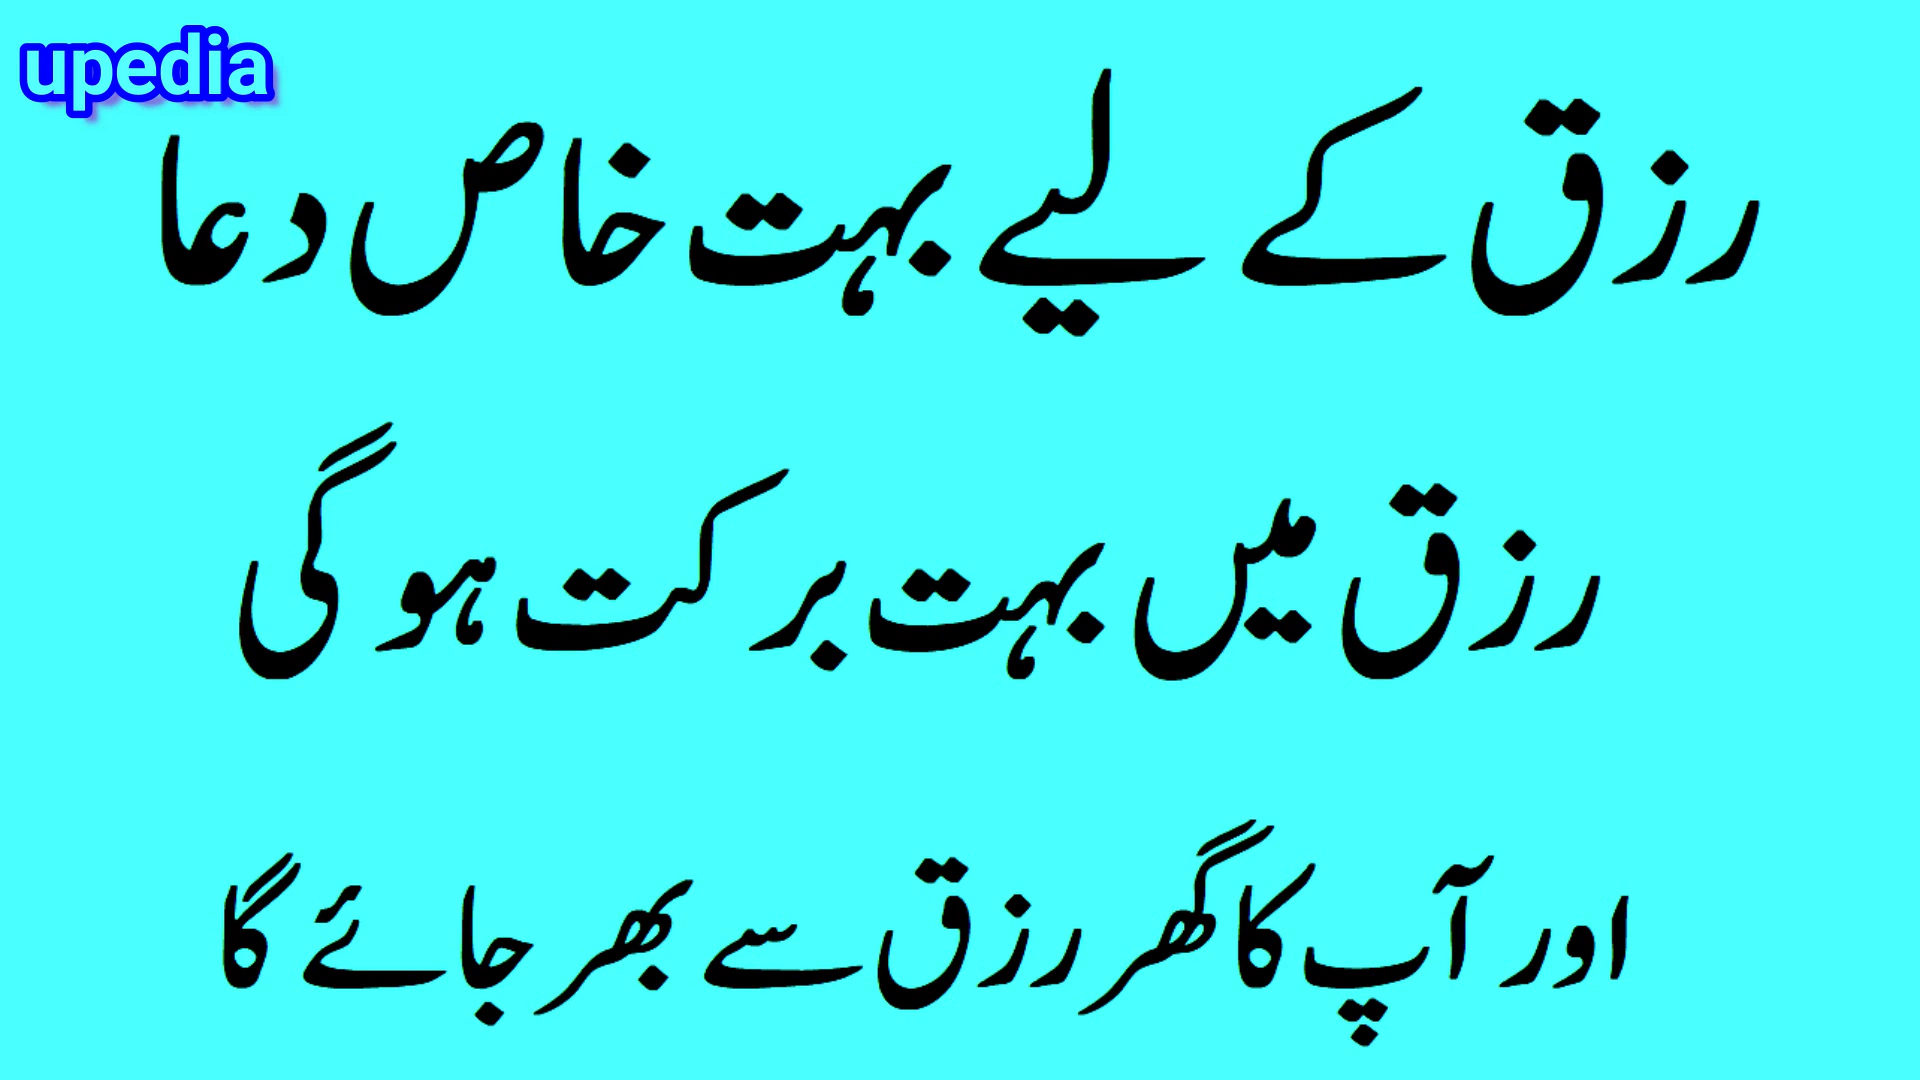 upedia
رزق کے لیے بہت خاص دعا
رزق میں بہت برکت ہو گی
اور آپ کا گھر رزق سے بھر جائے گا